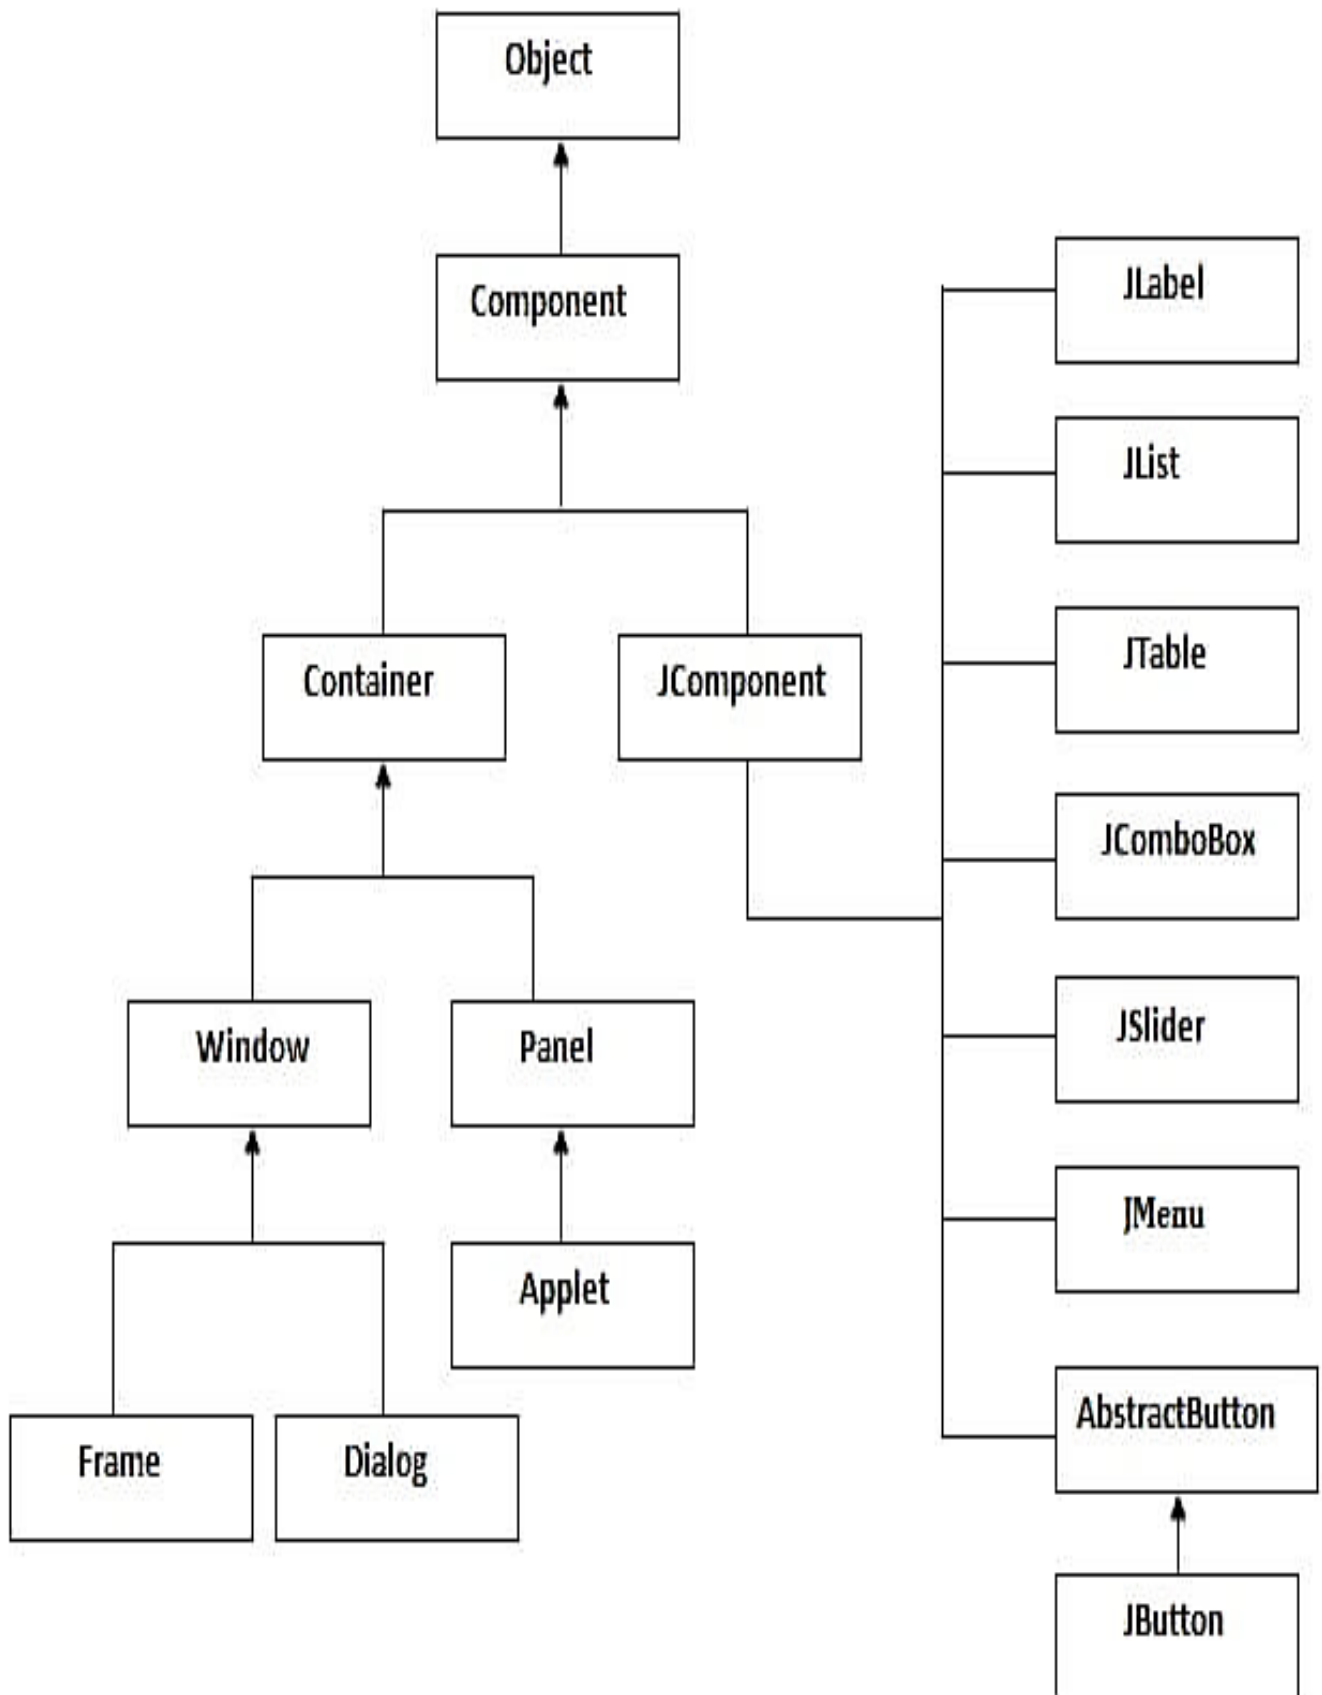 Object
Component
Container
JComponent
Window
Panel
Applet
Frame
Dialog
JLabel
JList
JTable
JComboBox
JSlider
JMenu
AbstractButton
JButton